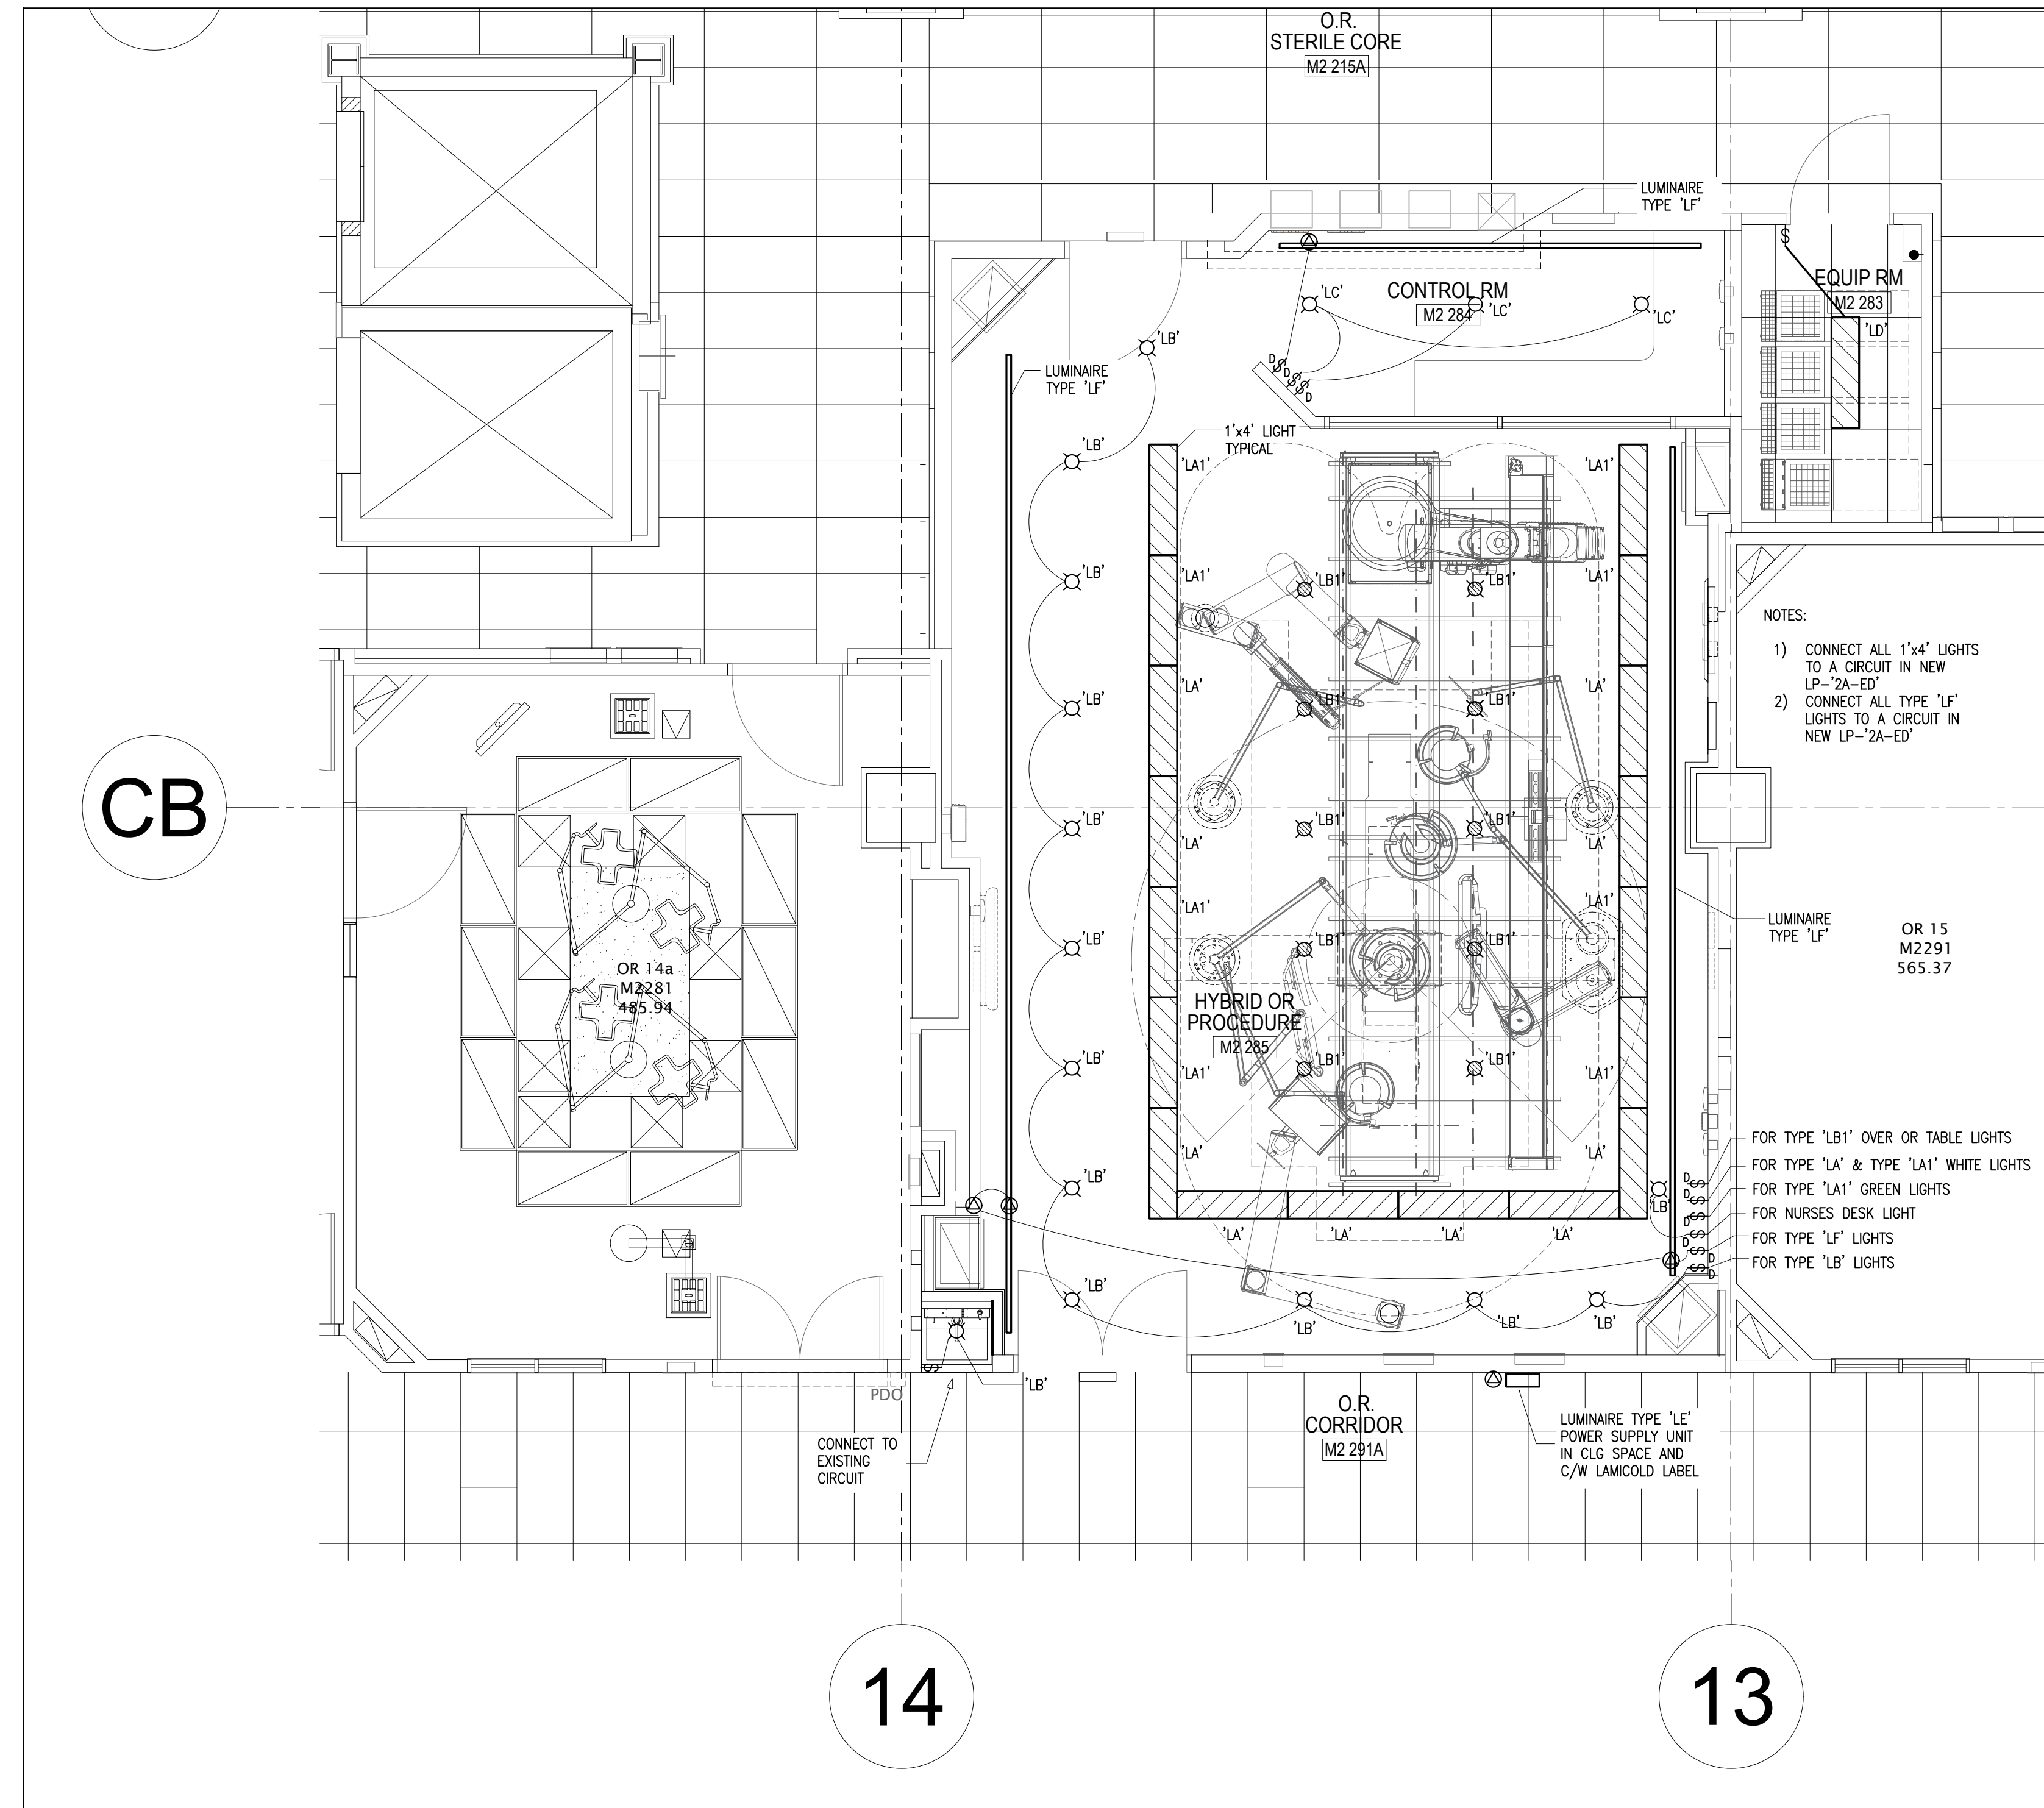 O.R.
STERILE CORE
M2 215A
LUMINAIRE
TYPE 'LF'
S
EQUIP RM
M2 283
'LD'
CONTROL RM
M2 284
'LC'
'LC'
'LC'
'LB'
LUMINAIRE
TYPE 'LF'
D
S
D
S
S
D
1'x4' LIGHT
TYPICAL
'LB'
'LA1'
'LA1'
'LB'
'LA1'
'LB1'
'LB1'
'LA1'
'LB'
'LA'
'LB1'
'LB1'
'LA'
NOTES:
1) CONNECT ALL 1'x4' LIGHTS
TO A CIRCUIT IN NEW
LP-'2A-ED'
2) CONNECT ALL TYPE 'LF'
LIGHTS TO A CIRCUIT IN
NEW LP-'2A-ED'
CB
'LB'
'LA'
'LB1'
'LB1'
'LA'
'LB'
'LA1'
'LB1'
'LB1'
'LA1'
LUMINAIRE
TYPE 'LF'
OR 15
M2291
565.37
OR 14a
M2281
485.94
HYBRID OR
PROCEDURE
M2 285
'LB'
'LA1'
'LB1'
'LB1'
'LA1'
'LB'
'LA'
'LA'
'LB'
'LA'
'LA'
'LA'
'LA'
D
S
D
S
S
D
S
D
S
S
D
D
FOR TYPE 'LB1' OVER OR TABLE LIGHTS
FOR TYPE 'LA' & TYPE 'LA1' WHITE LIGHTS
FOR TYPE 'LA1' GREEN LIGHTS
FOR NURSES DESK LIGHT
FOR TYPE 'LF' LIGHTS
FOR TYPE 'LB' LIGHTS
'LB'
'LB'
'LB'
'LB'
S
'LB'
PDO
CONNECT TO
EXISTING
CIRCUIT
O.R.
CORRIDOR
M2 291A
LUMINAIRE TYPE 'LE'
POWER SUPPLY UNIT
IN CLG SPACE AND
C/W LAMICOLD LABEL
14
13